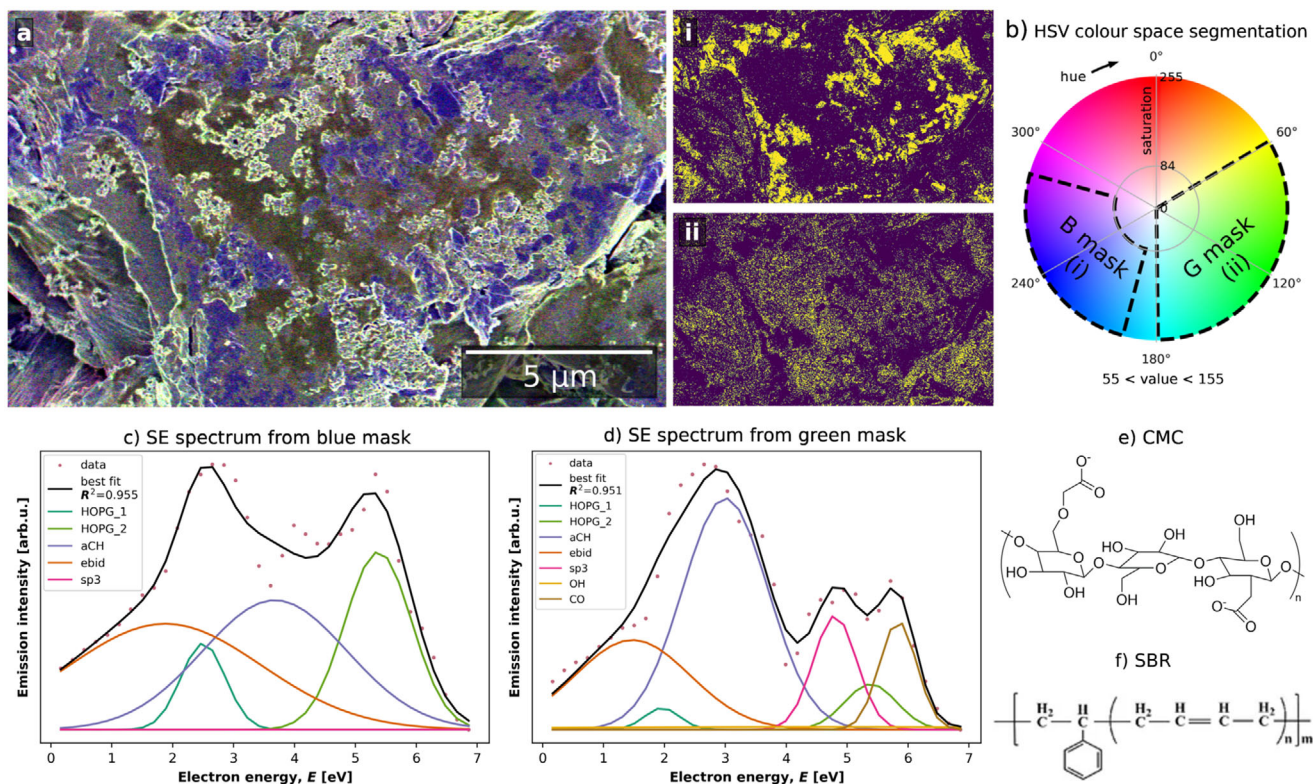 a
5 μm
i
ii
b) HSV colour space segmentation
hue
0°
255
saturation
84
0
60°
120°
180°
240°
300°
B mask
(i)
G mask
(ii)
55 < value < 155
c) SE spectrum from blue mask
Emission intensity [arb.u.]
data
best fit
R²=0.955
HOPG_1
HOPG_2
aCH
ebid
sp3
0 1 2 3 4 5 6 7
Electron energy, E [eV]
d) SE spectrum from green mask
Emission intensity [arb.u.]
data
best fit
R²=0.951
HOPG_1
HOPG_2
aCH
ebid
sp3
OH
CO
0 1 2 3 4 5 6 7
Electron energy, E [eV]
e) CMC
O⁻
O
O
HO
OH
O
O
OH
OH
O
HO
O
OH
O
HO
O
O
n
O⁻
O
f) SBR
H₂
C
H
C
H₂
C
H
C
H
C
H₂
C
n
m